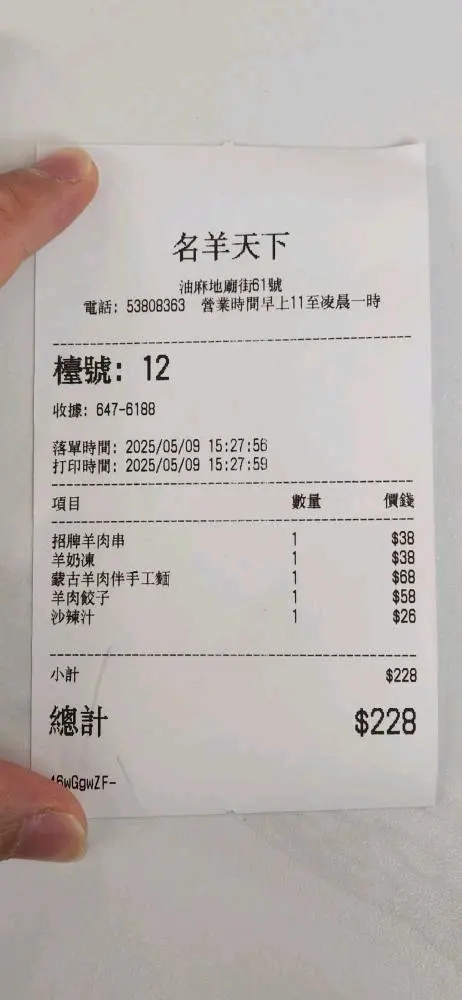 名羊天下
油麻地廟街61號
電話: 53808363 營業時間早上11至凌晨一時
檯號: 12
收據: 647-6188
落單時間: 2025/05/09 15:27:56
打印時間: 2025/05/09 15:27:59
項目 數量 價錢
招牌羊肉串 1 $38
羊奶凍 1 $38
蒙古羊肉伴手工麵 1 $68
羊肉餃子 1 $58
沙辣汁 1 $26
小計 $228
總計 $228